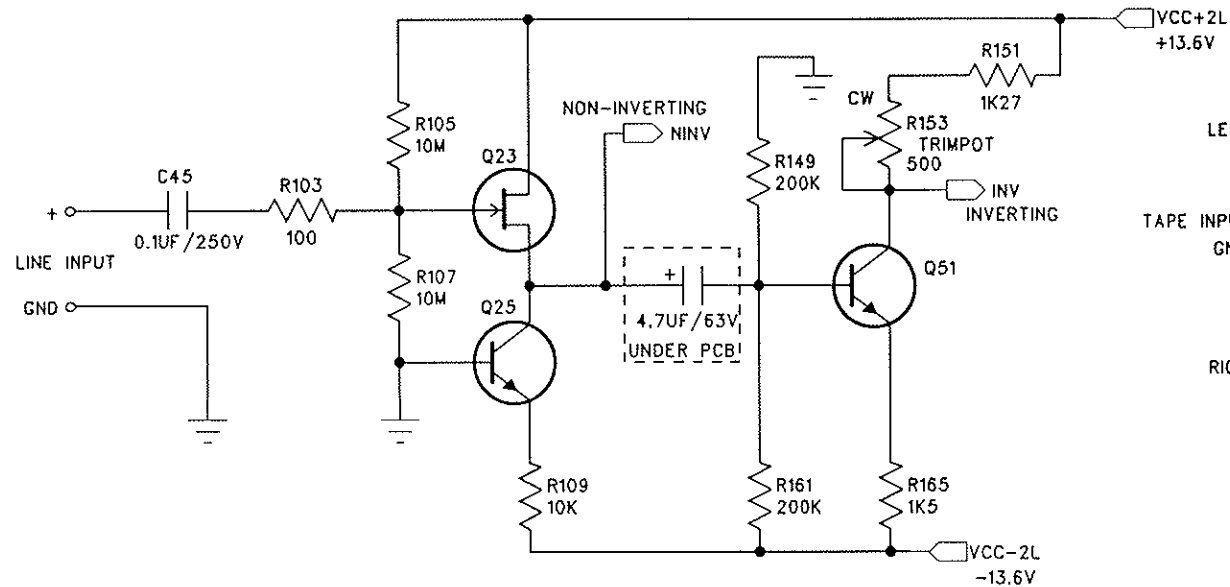 VCC+2L
+13.6V
R151
1K27
CW
R153
TRIMPOT
500
LE
NON-INVERTING
NINV
R105
10M
Q23
R149
200K
C45
R103
+
0.1UF/250V
100
INV
INVERTING
TAPE INPU
GN
LINE INPUT
R107
10M
Q25
+
4.7UF/63V
UNDER PCB
Q51
GND
RIG
R109
10K
R161
200K
R165
1K5
VCC-2L
-13.6V